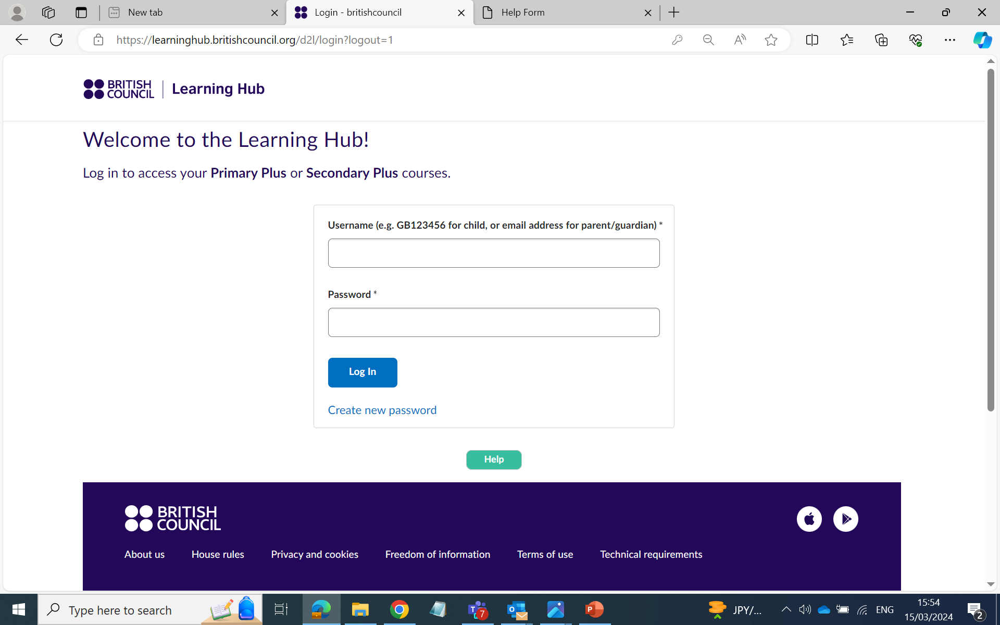 New tab
Login - britishcouncil
Help Form
https://learninghub.britishcouncil.org/d2l/login?logout=1
BRITISH COUNCIL Learning Hub
Welcome to the Learning Hub!
Log in to access your Primary Plus or Secondary Plus courses.
Username (e.g. GB123456 for child, or email address for parent/guardian) *
Password *
Log In
Create new password
Help
BRITISH
COUNCIL
About us House rules Privacy and cookies Freedom of information Terms of use Technical requirements
Type here to search
7
JPY/...
ENG
15:54
15/03/2024
2